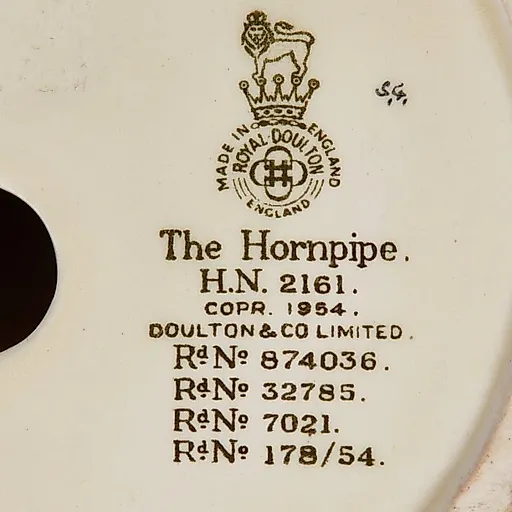 S.G.
MADE IN ENGLAND
ROYAL·DOULTON
ENGLAND
The Hornpipe.
H.N. 2161.
COPR. 1954.
DOULTON & CO LIMITED.
Rd No 874036.
Rd No 32785.
Rd No 7021.
Rd No 178/54.